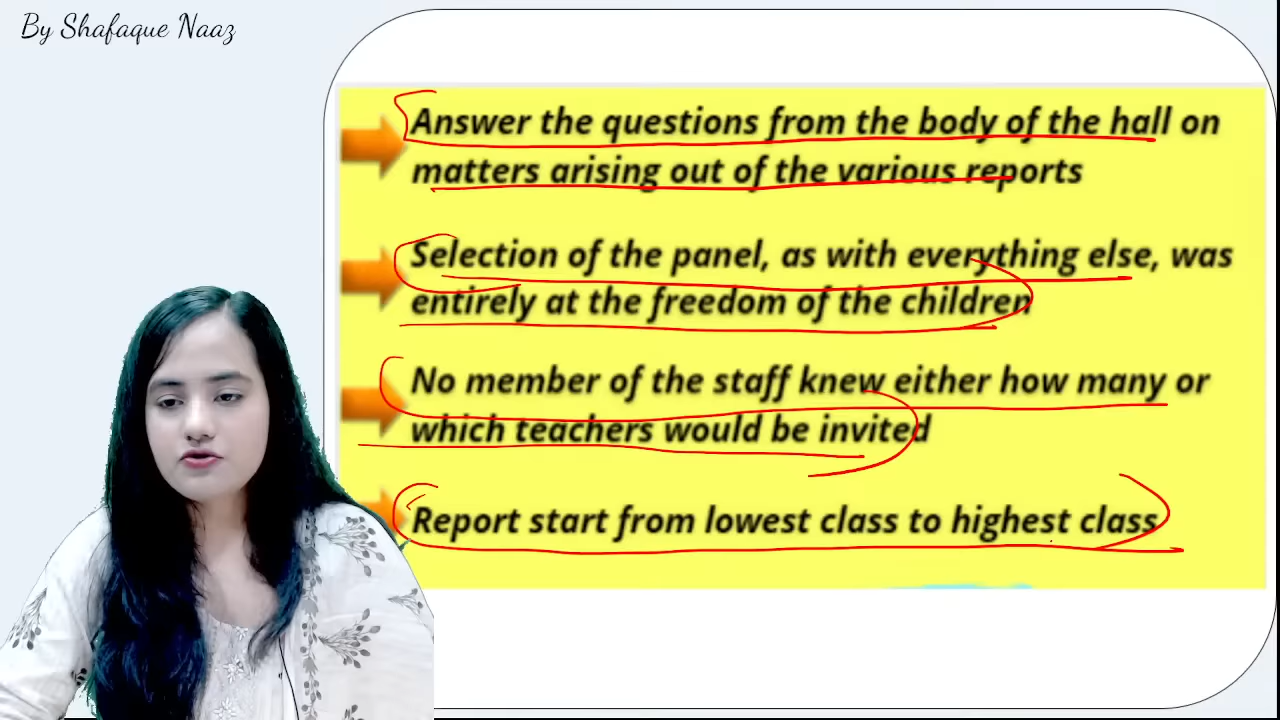 By Shafaque Naaz
Answer the questions from the body of the hall on
matters arising out of the various reports
Selection of the panel, as with everything else, was
entirely at the freedom of the children
No member of the staff knew either how many or
which teachers would be invited
Report start from lowest class to highest class